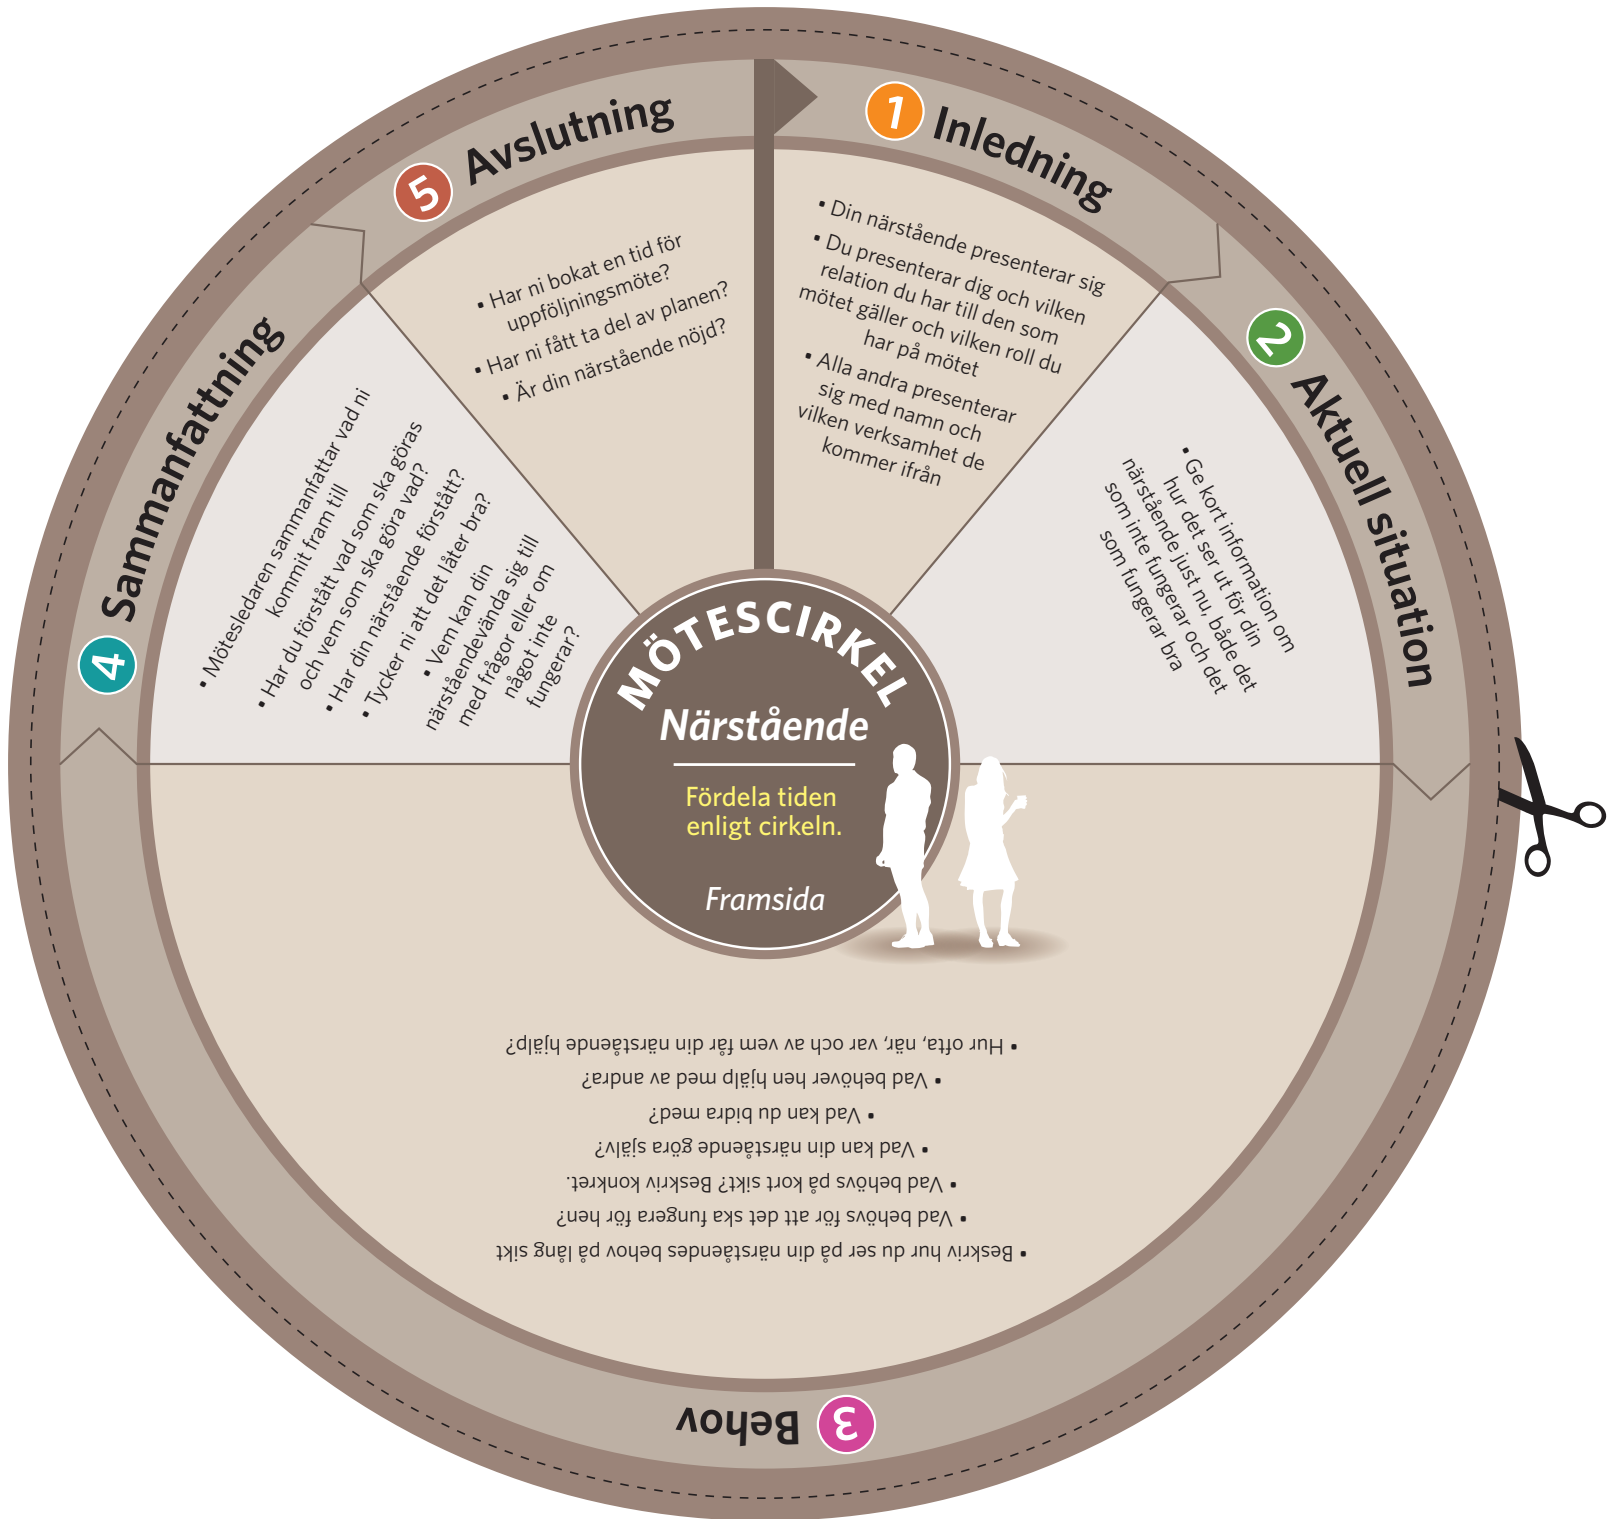 MÖTESCIRKEL
Närstående
Fördela tiden
enligt cirkeln.
Framsida
1 Inledning
• Din närstående presenterar sig
• Du presenterar dig och vilken
relation du har till den som
mötet gäller och vilken roll du
har på mötet
• Alla andra presenterar
sig med namn och
vilken verksamhet de
kommer ifrån
2 Aktuell situation
• Ge kort information om
hur det ser ut för din
närstående just nu, både det
som inte fungerar och det
som fungerar bra
3 Behov
• Beskriv hur du ser på din närståendes behov på lång sikt
• Vad behövs för att det ska fungera för hen?
• Vad behövs på kort sikt? Beskriv konkret.
• Vad kan din närstående göra själv?
• Vad kan du bidra med?
• Vad behöver hen hjälp med av andra?
• Hur ofta, när, var och av vem får din närstående hjälp?
4 Sammanfattning
• Mötesledaren sammanfattar vad ni
kommit fram till
• Har du förstått vad som ska göras
och vem som ska göra vad?
• Har din närstående förstått?
• Tycker ni att det låter bra?
• Vem kan din
närståendevända sig till
med frågor eller om
något inte
fungerar?
5 Avslutning
• Har ni bokat en tid för
uppföljningsmöte?
• Har ni fått ta del av planen?
• Är din närstående nöjd?